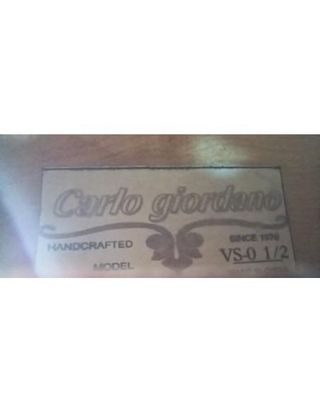 Carlo giordano
HANDCRAFTED SINCE 1976
MODEL VS-0 1/2